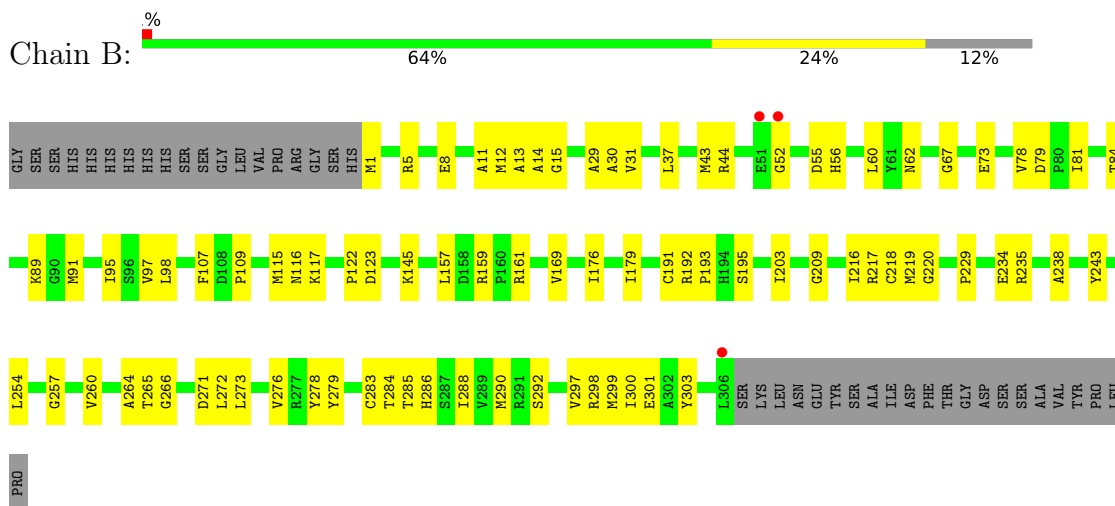 .%
Chain B:
64% 24% 12%
GLY SER SER HIS HIS HIS HIS HIS HIS SER SER GLY LEU VAL PRO ARG GLY SER HIS M1 R5 E8 A11 M12 A13 A14 G15 A29 A30 V31 L37 M43 R44 E51 G52 D55 H56 L60 Y61 N62 G67 E73 V78 D79 P80 I81 T84
K89 G90 M91 I95 S96 V97 L98 F107 D108 P109 M115 N116 K117 P122 D123 K145 L157 D158 R159 P160 R161 V169 I176 I179 C191 R192 P193 H194 S195 I203 G209 I216 R217 C218 M219 G220 P229 E234 R235 A238 Y243
L254 G257 V260 A264 T265 G266 D271 L272 L273 V276 R277 Y278 Y279 C283 T284 T285 H286 S287 I288 V289 M290 R291 S292 V297 R298 M299 I300 E301 A302 Y303 L306 SER LYS LEU ASN GLU TYR SER ALA ILE ASP PHE THR GLY ASP SER SER ALA VAL TYR PRO LEU
PRO